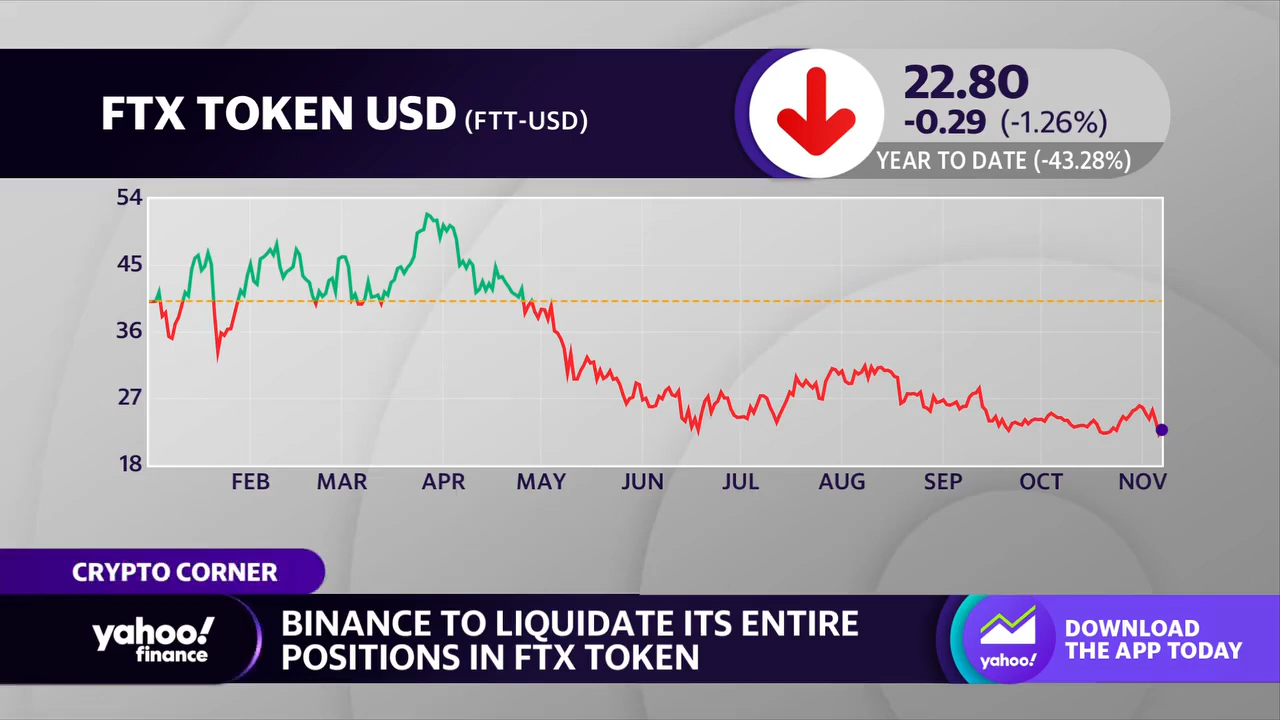 FTX TOKEN USD (FTT-USD)
22.80
-0.29 (-1.26%)
YEAR TO DATE (-43.28%)
54
45
36
27
18
FEB MAR APR MAY JUN JUL AUG SEP OCT NOV
CRYPTO CORNER
yahoo!
finance
BINANCE TO LIQUIDATE ITS ENTIRE
POSITIONS IN FTX TOKEN
yahoo!
DOWNLOAD
THE APP TODAY